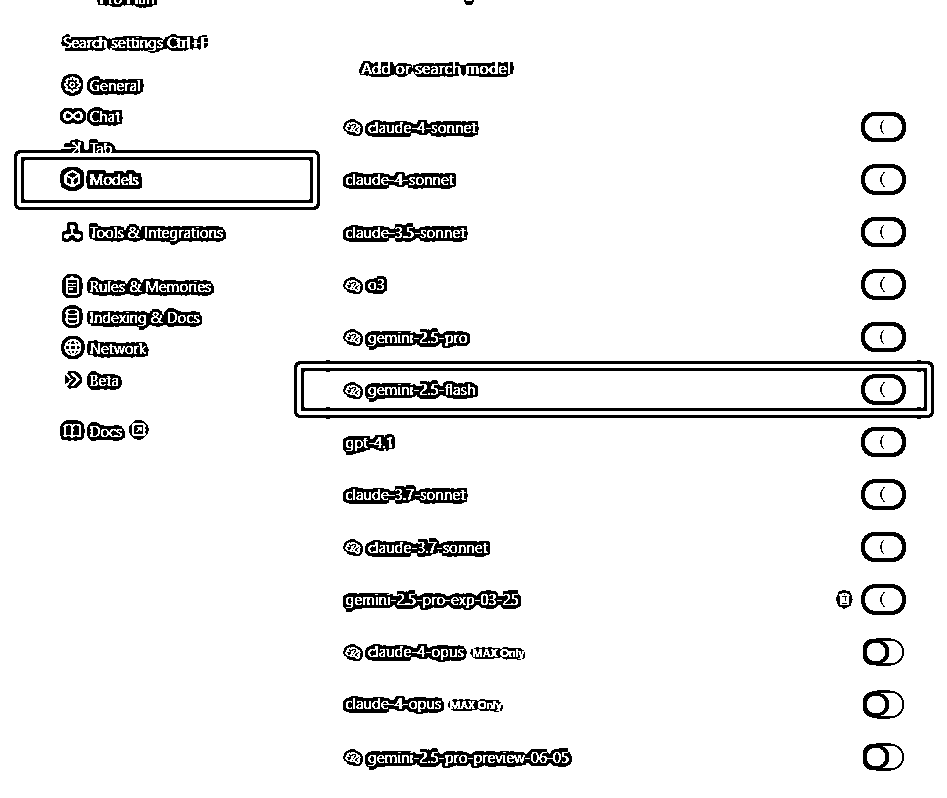 Pro Plan
Search settings Ctrl+F
General
Chat
Tab
Models
Tools & Integrations
Rules & Memories
Indexing & Docs
Network
Beta
Docs
Add or search model
claude-4-sonnet
claude-4-sonnet
claude-3.5-sonnet
o3
gemini-2.5-pro
gemini-2.5-flash
gpt-4.1
claude-3.7-sonnet
claude-3.7-sonnet
gemini-2.5-pro-exp-03-25
claude-4-opus MAX Only
claude-4-opus MAX Only
gemini-2.5-pro-preview-06-05